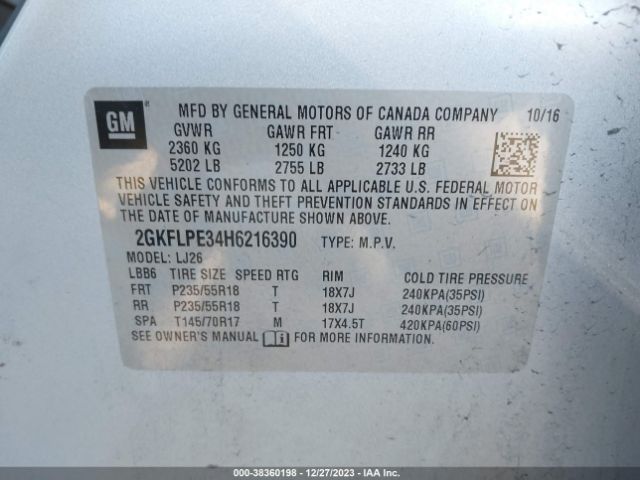 GM MFD BY GENERAL MOTORS OF CANADA COMPANY 10/16
GVWR GAWR FRT GAWR RR
2360 KG 1250 KG 1240 KG
5202 LB 2755 LB 2733 LB
THIS VEHICLE CONFORMS TO ALL APPLICABLE U.S. FEDERAL MOTOR
VEHICLE SAFETY AND THEFT PREVENTION STANDARDS IN EFFECT ON
THE DATE OF MANUFACTURE SHOWN ABOVE.
2GKFLPE34H6216390 TYPE: M.P.V.
MODEL: LJ26
LBB6 TIRE SIZE SPEED RTG RIM COLD TIRE PRESSURE
FRT P235/55R18 T 18X7J 240KPA(35PSI)
RR P235/55R18 T 18X7J 240KPA(35PSI)
SPA T145/70R17 M 17X4.5T 420KPA(60PSI)
SEE OWNER'S MANUAL FOR MORE INFORMATION.
000-38360198 - 12/27/2023 - IAA Inc.